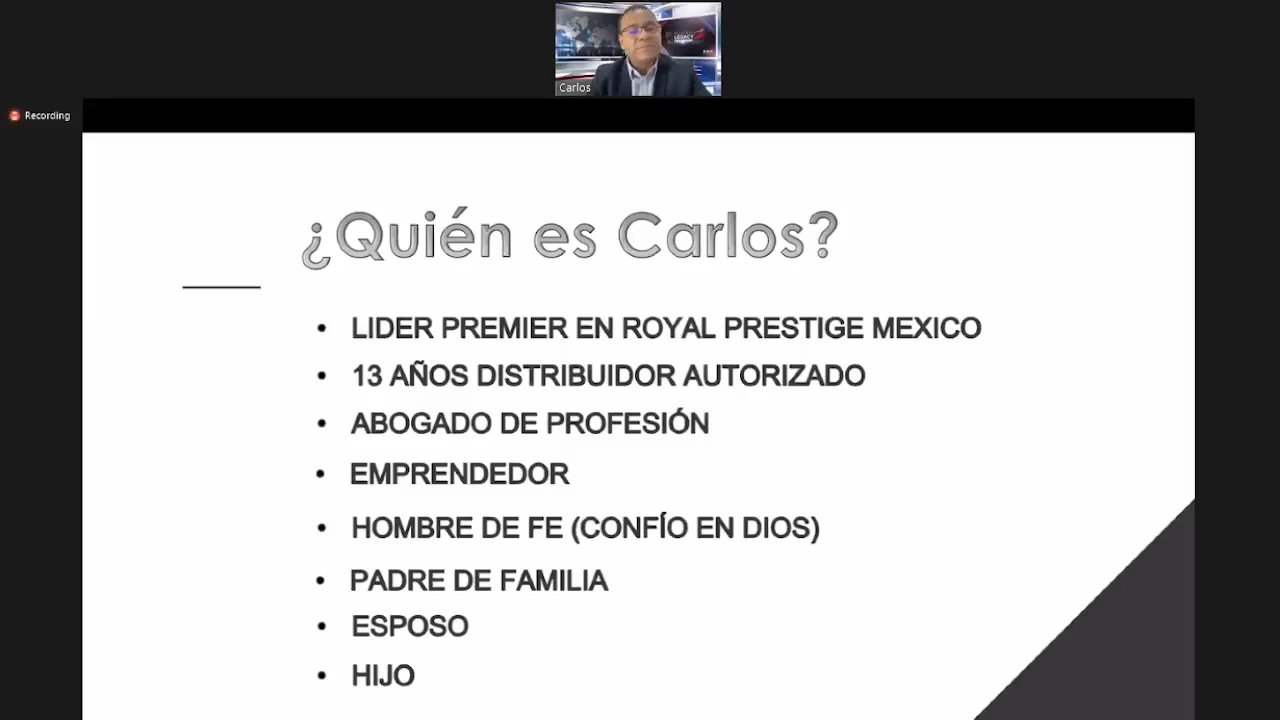 LEGACY
Carlos
Recording
¿Quién es Carlos?
• LIDER PREMIER EN ROYAL PRESTIGE MEXICO
• 13 AÑOS DISTRIBUIDOR AUTORIZADO
• ABOGADO DE PROFESIÓN
• EMPRENDEDOR
• HOMBRE DE FE (CONFÍO EN DIOS)
• PADRE DE FAMILIA
• ESPOSO
• HIJO